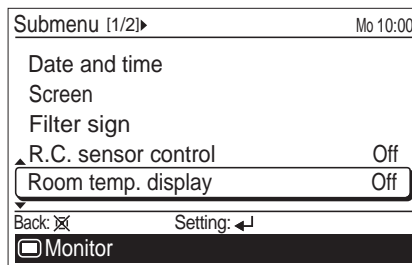 Submenu [1/2]▸ Mo 10:00
Date and time
Screen
Filter sign
R.C. sensor control Off
Room temp. display Off
Back: Setting:
Monitor